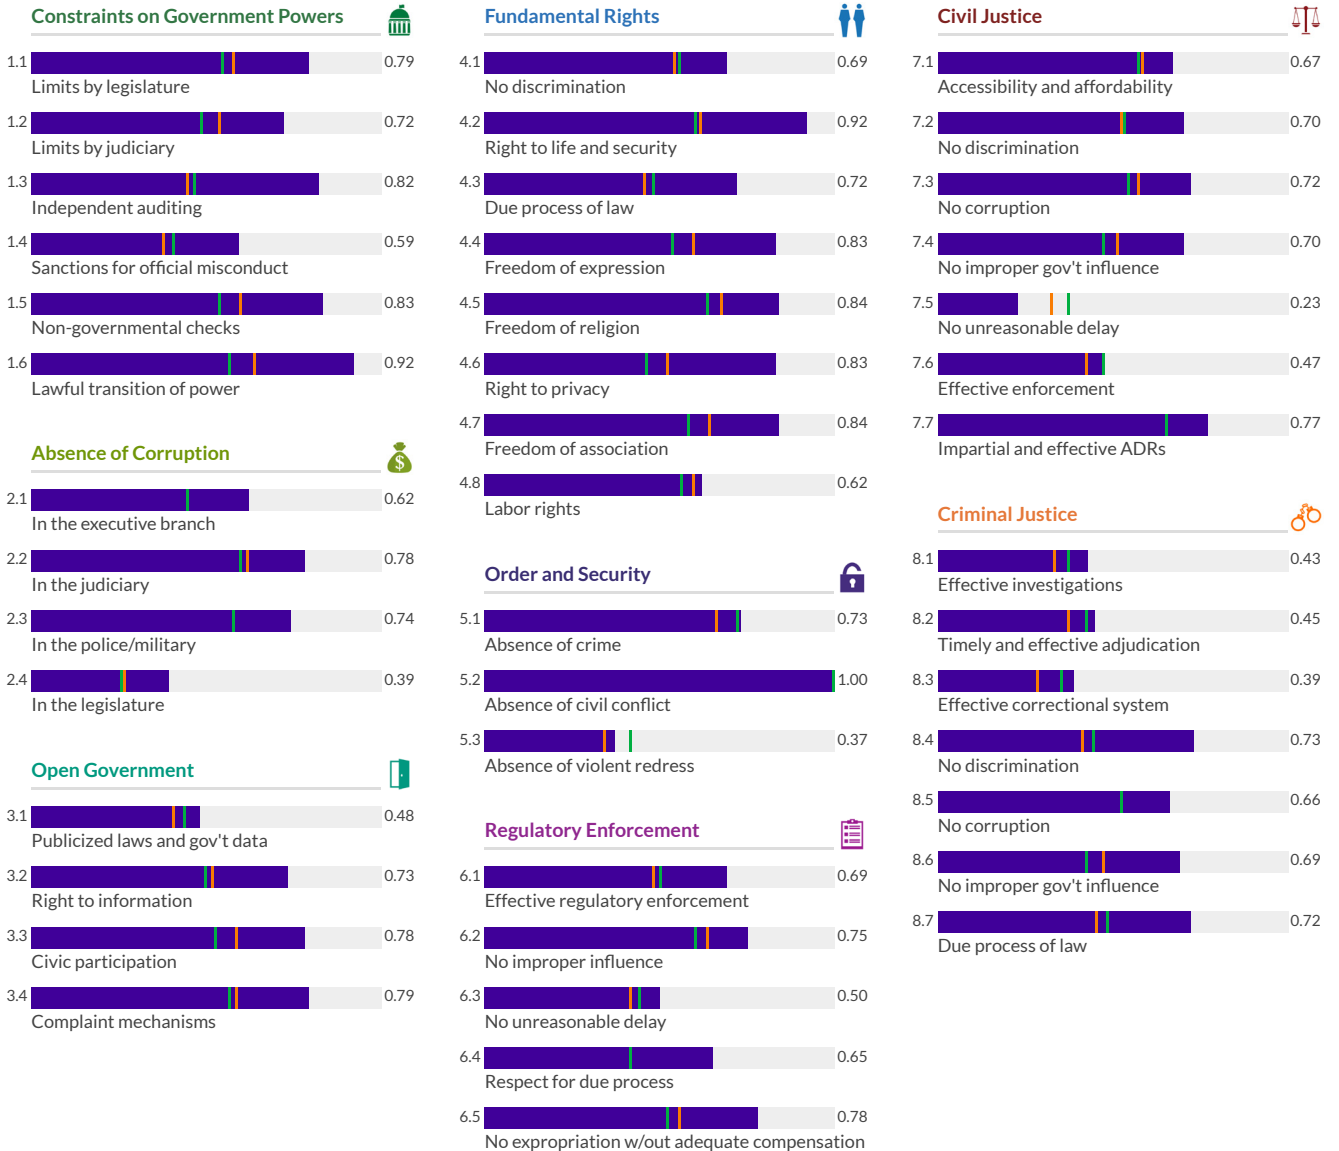 Constraints on Government Powers
1.1 0.79
Limits by legislature
1.2 0.72
Limits by judiciary
1.3 0.82
Independent auditing
1.4 0.59
Sanctions for official misconduct
1.5 0.83
Non-governmental checks
1.6 0.92
Lawful transition of power
Absence of Corruption
$
2.1 0.62
In the executive branch
2.2 0.78
In the judiciary
2.3 0.74
In the police/military
2.4 0.39
In the legislature
Open Government
3.1 0.48
Publicized laws and gov't data
3.2 0.73
Right to information
3.3 0.78
Civic participation
3.4 0.79
Complaint mechanisms
Fundamental Rights
4.1 0.69
No discrimination
4.2 0.92
Right to life and security
4.3 0.72
Due process of law
4.4 0.83
Freedom of expression
4.5 0.84
Freedom of religion
4.6 0.83
Right to privacy
4.7 0.84
Freedom of association
4.8 0.62
Labor rights
Order and Security
5.1 0.73
Absence of crime
5.2 1.00
Absence of civil conflict
5.3 0.37
Absence of violent redress
Regulatory Enforcement
6.1 0.69
Effective regulatory enforcement
6.2 0.75
No improper influence
6.3 0.50
No unreasonable delay
6.4 0.65
Respect for due process
6.5 0.78
No expropriation w/out adequate compensation
Civil Justice
7.1 0.67
Accessibility and affordability
7.2 0.70
No discrimination
7.3 0.72
No corruption
7.4 0.70
No improper gov't influence
7.5 0.23
No unreasonable delay
7.6 0.47
Effective enforcement
7.7 0.77
Impartial and effective ADRs
Criminal Justice
8.1 0.43
Effective investigations
8.2 0.45
Timely and effective adjudication
8.3 0.39
Effective correctional system
8.4 0.73
No discrimination
8.5 0.66
No corruption
8.6 0.69
No improper gov't influence
8.7 0.72
Due process of law